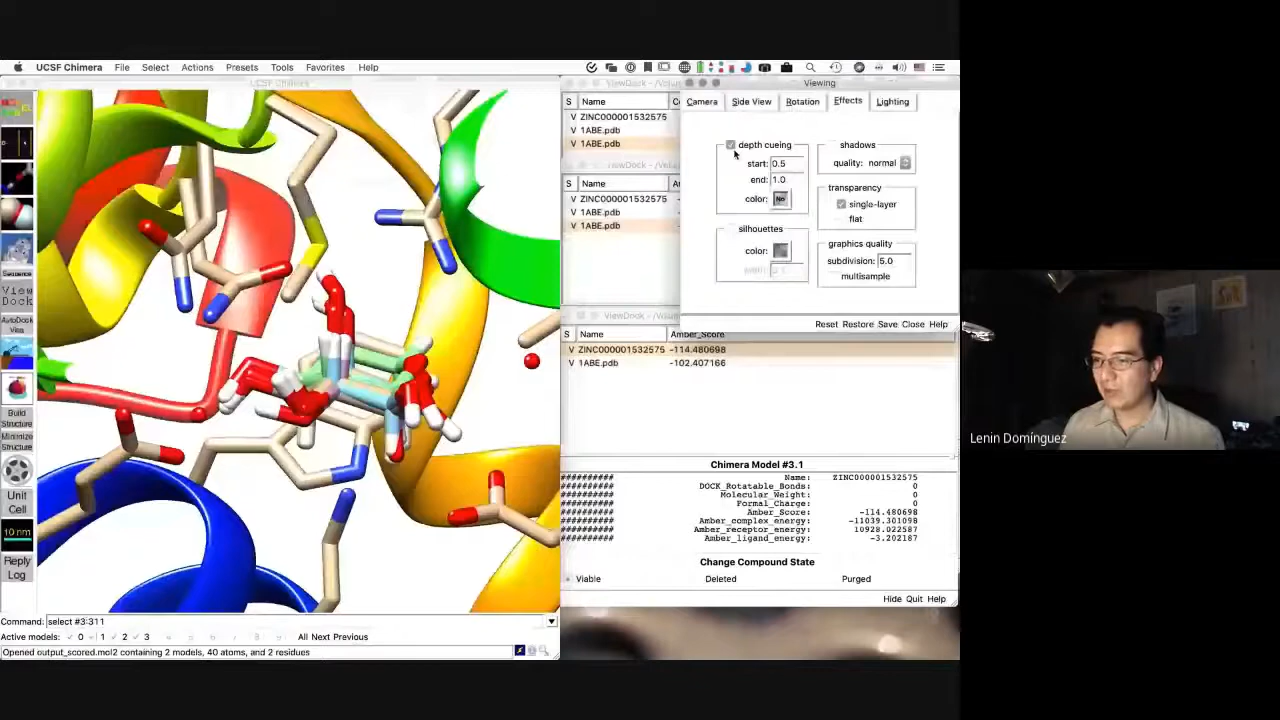 UCSF Chimera File Select Actions Presets Tools Favorites Help
UCSF Chimera
Sequence
View
Dock
AutoDock
Vina
Build
Structure
Minimize
Structure
Unit
Cell
10 nm
Reply
Log
Command: select #3:311
Active models: 0 1 2 3 All Next Previous
Opened output_scored.mol2 containing 2 models, 40 atoms, and 2 residues
S Name
V ZINC000001532575
V 1ABE.pdb
V 1ABE.pdb
S Name
V ZINC000001532575
V 1ABE.pdb
V 1ABE.pdb
Viewing
Camera Side View Rotation Effects Lighting
depth cueing
start: 0.5
end: 1.0
color: No
silhouettes
color:
shadows
quality: normal
transparency
single-layer
flat
graphics quality
subdivision: 5.0
multisample
Reset Restore Save Close Help
S Name Amber_Score
V ZINC000001532575 -114.480698
V 1ABE.pdb -102.407166
Chimera Model #3.1
########## Name: ZINC000001532575
########## DOCK_Rotatable_Bonds: 0
########## Molecular_Weight: 0
########## Formal_Charge: 0
########## Amber_Score: -114.480698
########## Amber_complex_energy: -11039.301098
########## Amber_receptor_energy: 10928.022587
########## Amber_ligand_energy: -3.202187
Change Compound State
Viable Deleted Purged
Hide Quit Help
Lenin Domínguez